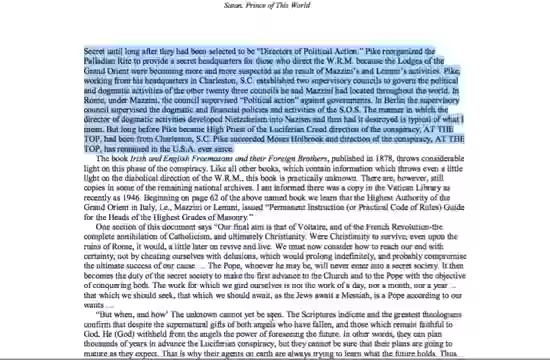 Satan, Prince of This World
Secret until long after they had been selected to be "Directors of Political Action." Pike reorganized the
Palladian Rite to provide a secret headquarters for those who direct the W.R.M. because the Lodges of the
Grand Orient were becoming more and more suspected as the result of Mazzini's and Lemmi's activities. Pike,
working from his headquarters in Charleston, S.C. established two supervisory councils to govern the political
and dogmatic activities of the other twenty three councils he and Mazzini had located throughout the world. In
Rome, under Mazzini, the council supervised "Political action" against governments. In Berlin the supervisory
council supervised the dogmatic and financial policies and activities of the S.O.S. The manner in which the
director of dogmatic activities developed Nietzcheism into Nazism and then had it destroyed is typical of what I
mean. But long before Pike became High Priest of the Luciferian Creed direction of the conspiracy, AT THE
TOP, had been from Charleston, S.C. Pike succeeded Moses Holbrook and direction of the conspiracy, AT THE
TOP, has remained in the U.S.A. ever since.
The book Irish and English Freemasons and their Foreign Brothers, published in 1878, throws considerable
light on this phase of the conspiracy. Like all other books, which contain information which throws even a little
light on the diabolical direction of the W.R.M., this book is practically unknown. There are, however, still
copies in some of the remaining national archives. I am informed there was a copy in the Vatican Library as
recently as 1946. Beginning on page 62 of the above named book we learn that the Highest Authority of the
Grand Orient in Italy, i.e., Mazzini or Lemmi, issued "Permanent Instruction (or Practical Code of Rules) Guide
for the Heads of the Highest Grades of Masonry."
One section of this document says "Our final aim is that of Voltaire, and of the French Revolution-the
complete annihilation of Catholicism, and ultimately Christianity. Were Christianity to survive, even upon the
ruins of Rome, it would, a little later on revive and live. We must now consider how to reach our end with
certainty, not by cheating ourselves with delusions, which would prolong indefinitely, and probably compromise
the ultimate success of our cause ... The Pope, whoever he may be, will never enter into a secret society. It then
becomes the duty of the secret society to make the first advance to the Church and to the Pope with the objective
of conquering both. The work for which we gird ourselves is not the work of a day, nor a month, nor a year ...
that which we should seek, that which we should await, as the Jews await a Messiah, is a Pope according to our
wants ....
"But when, and how' The unknown cannot yet be seen. The Scriptures indicate and the greatest theologians
confirm that despite the supernatural gifts of both angels who have fallen, and those which remain faithful to
God, He (God) withheld from the angels the power of foreseeing the future. in other words, they can plan
thousands of years in advance the Luciferian conspiracy, but they cannot be sure that their plans are going to
mature as they expect. That is why their agents on earth are always trying to learn what the future holds. Thus